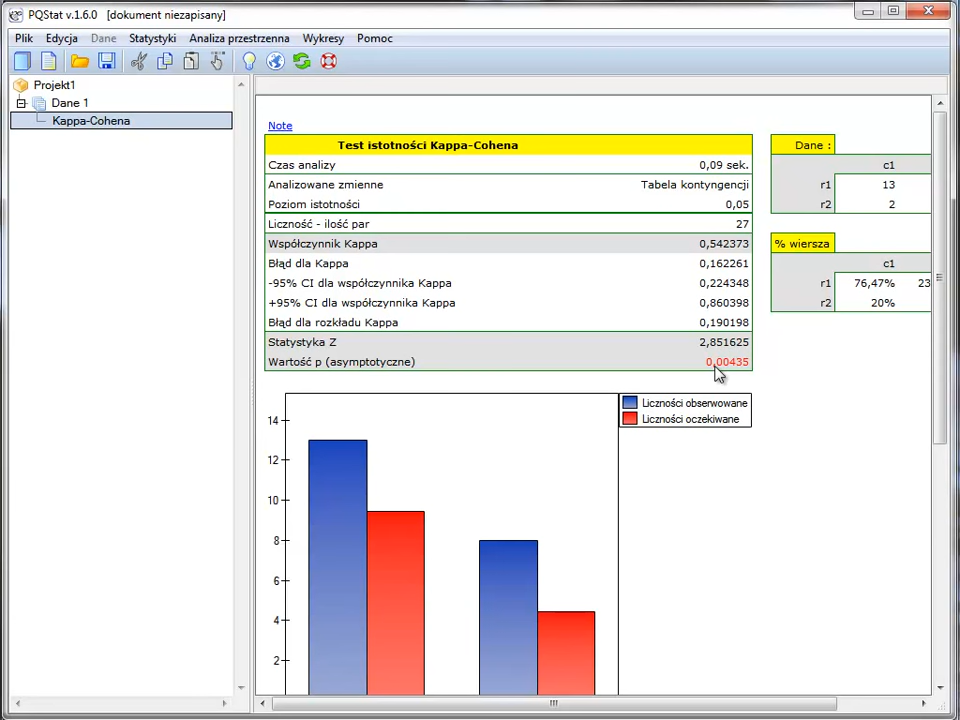 PQStat v.1.6.0 [dokument niezapisany]
Plik Edycja Dane Statystyki Analiza przestrzenna Wykresy Pomoc
Projekt1
Dane 1
Kappa-Cohena
Note
Test istotności Kappa-Cohena
Czas analizy 0,09 sek.
Analizowane zmienne Tabela kontyngencji
Poziom istotności 0,05
Liczność - ilość par 27
Współczynnik Kappa 0,542373
Błąd dla Kappa 0,162261
-95% CI dla współczynnika Kappa 0,224348
+95% CI dla współczynnika Kappa 0,860398
Błąd dla rozkładu Kappa 0,190198
Statystyka Z 2,851625
Wartość p (asymptotyczne) 0,00435
Dane :
c1
r1 13
r2 2
% wiersza
c1
r1 76,47% 23
r2 20%
Liczności obserwowane
Liczności oczekiwane
14
12
10
8
6
4
2